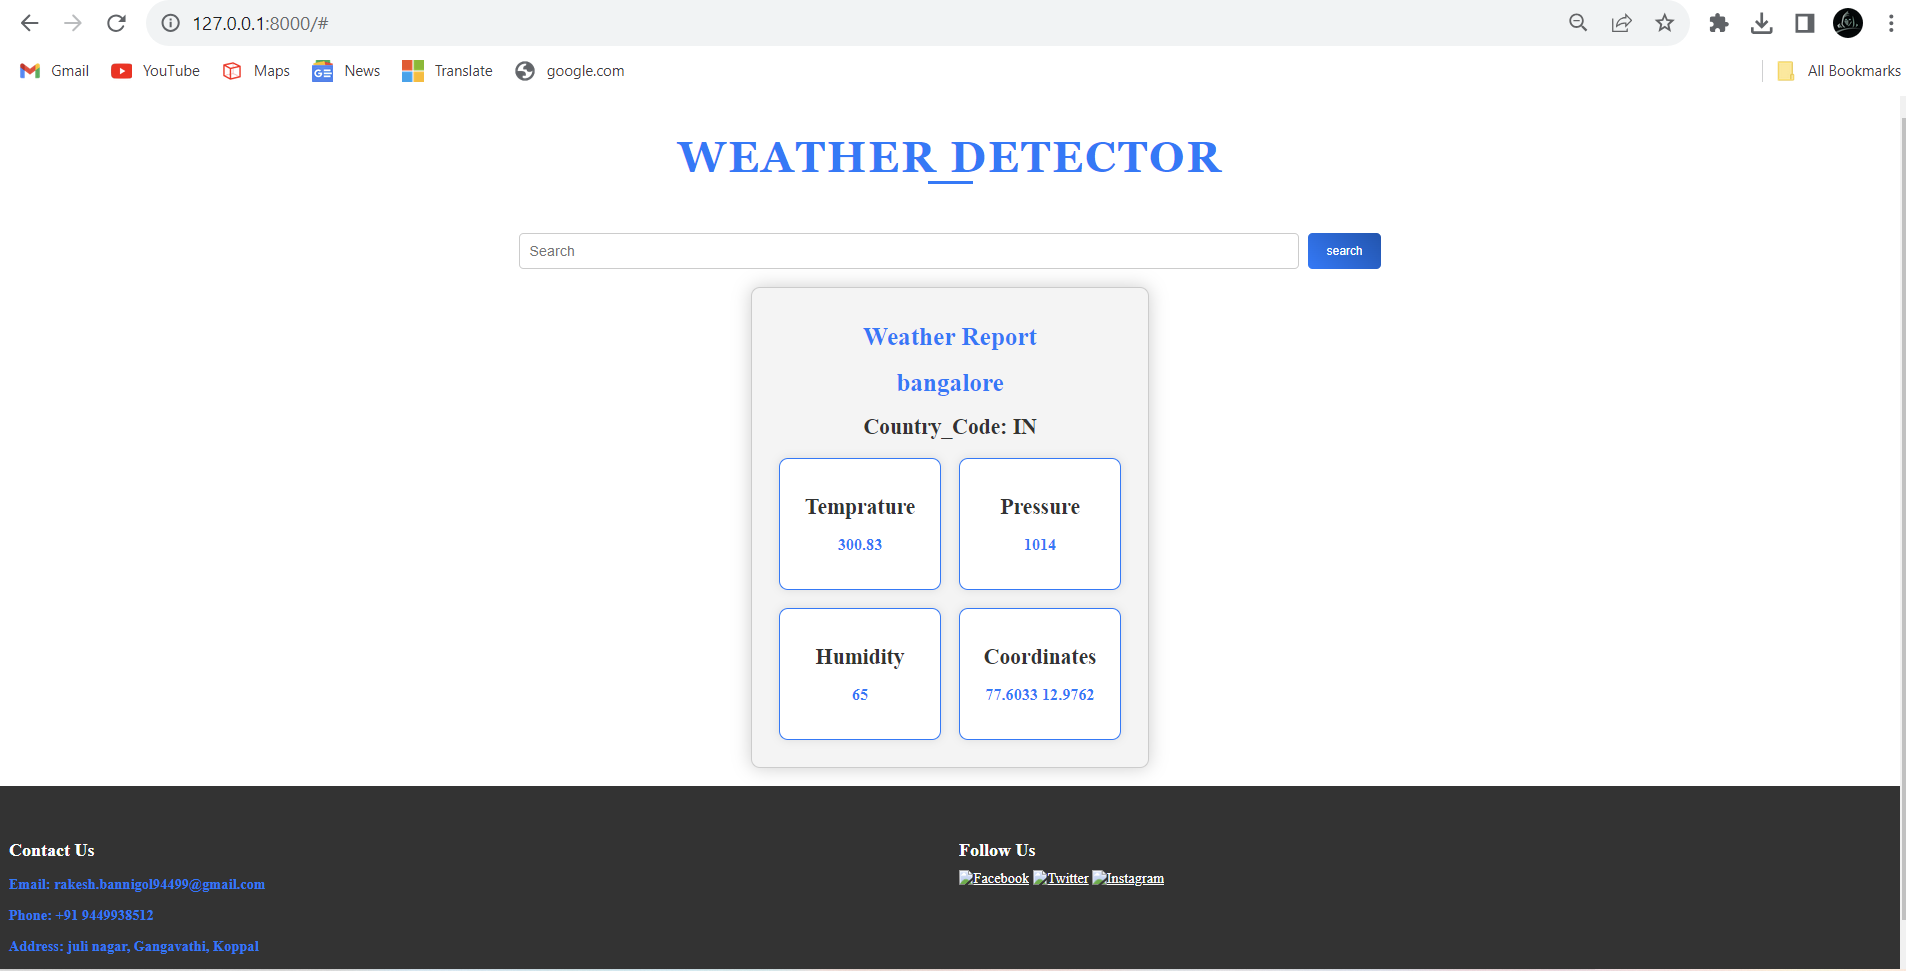 127.0.0.1:8000/#
Gmail YouTube Maps News Translate google.com All Bookmarks
WEATHER DETECTOR
Search search
Weather Report
bangalore
Country_Code: IN
Temprature Pressure
300.83 1014
Humidity Coordinates
65 77.6033 12.9762
Contact Us
Email: rakesh.bannigol94499@gmail.com
Phone: +91 9449938512
Address: juli nagar, Gangavathi, Koppal
Follow Us
Facebook Twitter Instagram